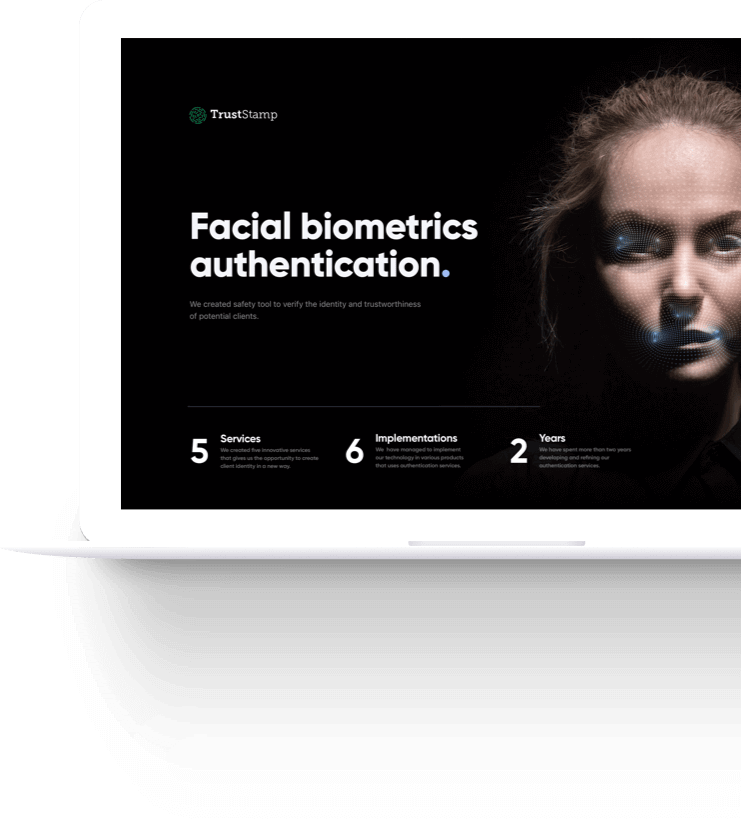 TrustStamp
Facial biometrics
authentication.
We created safety tool to verify the identity and trustworthiness
of potential clients.
5
Services
We created five innovative services
that gives us the opportunity to create
client identity in a new way.
6
Implementations
We have managed to implement
our technology in various products
that uses authentication services.
2
Years
We have spent more than two years
developing and refining our
authentication services.